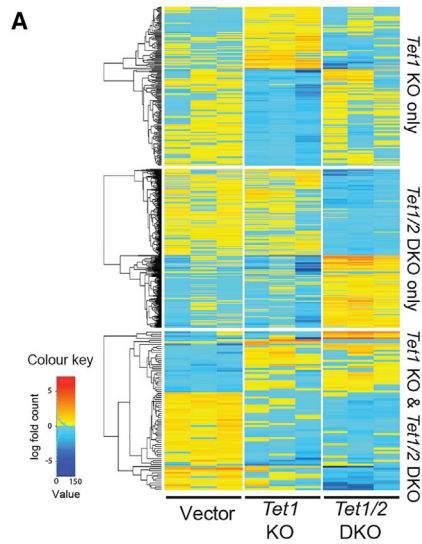 A
Tet1 KO only
Tet1/2 DKO only
Tet1 KO & Tet1/2 DKO
Colour key
log fold count
5
0
-5
0 150
Value
Vector
Tet1
KO
Tet1/2
DKO